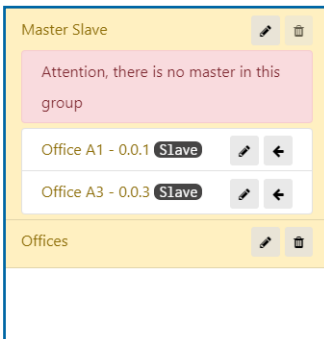 Master Slave
Attention, there is no master in this
group
Office A1 - 0.0.1 Slave
Office A3 - 0.0.3 Slave
Offices